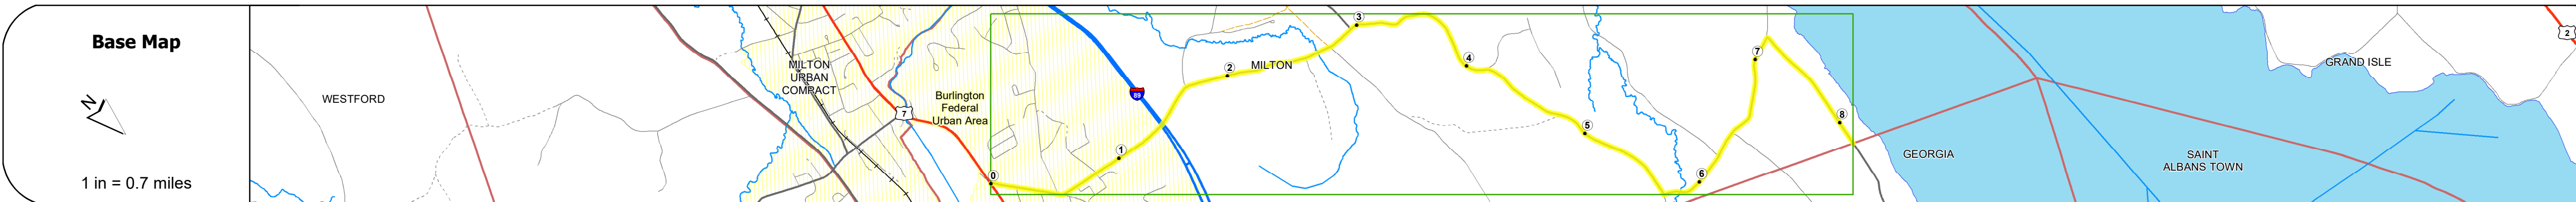 Base Map
N
1 in = 0.7 miles
WESTFORD
MILTON
URBAN
COMPACT
7
Burlington
Federal
Urban Area
0
1
89
2
MILTON
3
4
5
6
7
8
GEORGIA
SAINT
ALBANS TOWN
GRAND ISLE
2